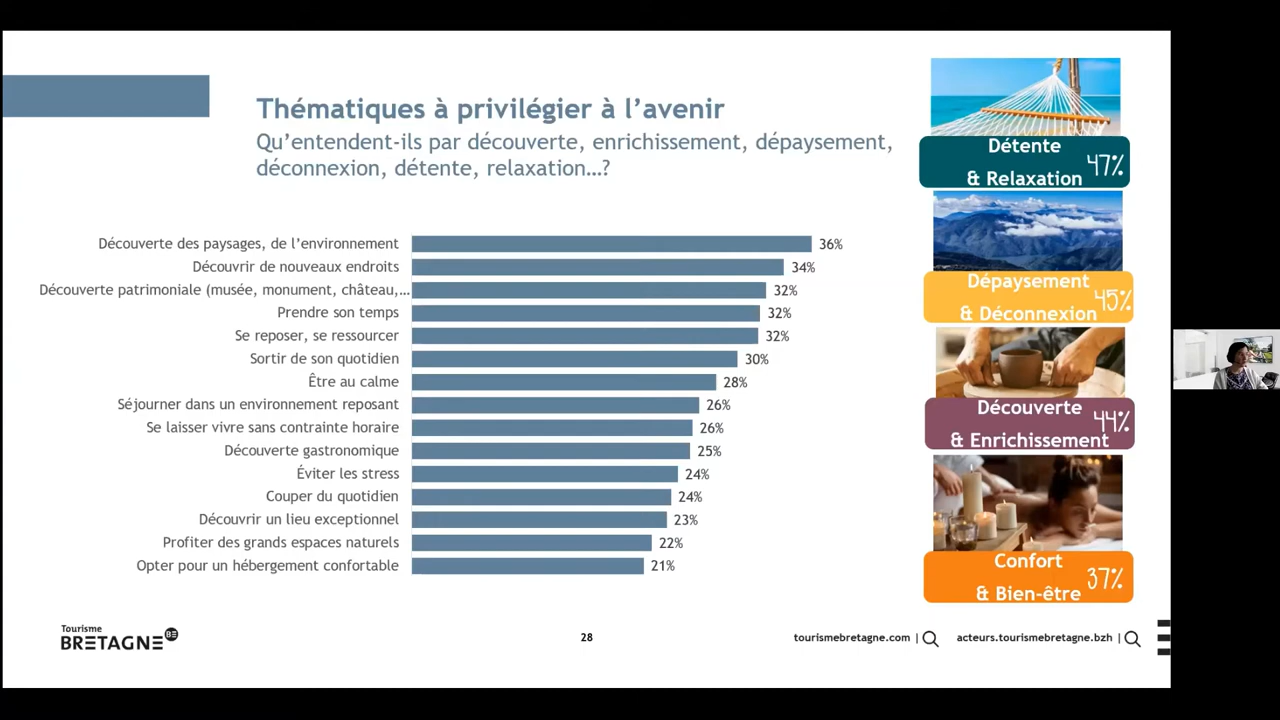 Thématiques à privilégier à l’avenir
Qu’entendent-ils par découverte, enrichissement, dépaysement,
déconnexion, détente, relaxation…?
Découverte des paysages, de l’environnement 36%
Découvrir de nouveaux endroits 34%
Découverte patrimoniale (musée, monument, château,… 32%
Prendre son temps 32%
Se reposer, se ressourcer 32%
Sortir de son quotidien 30%
Être au calme 28%
Séjourner dans un environnement reposant 26%
Se laisser vivre sans contrainte horaire 26%
Découverte gastronomique 25%
Éviter les stress 24%
Couper du quotidien 24%
Découvrir un lieu exceptionnel 23%
Profiter des grands espaces naturels 22%
Opter pour un hébergement confortable 21%
Détente
& Relaxation 47%
Dépaysement
& Déconnexion 45%
Découverte
& Enrichissement 44%
Confort
& Bien-être 37%
Tourisme
BRETAGNE BE
28
tourismebretagne.com |
acteurs.tourismebretagne.bzh |